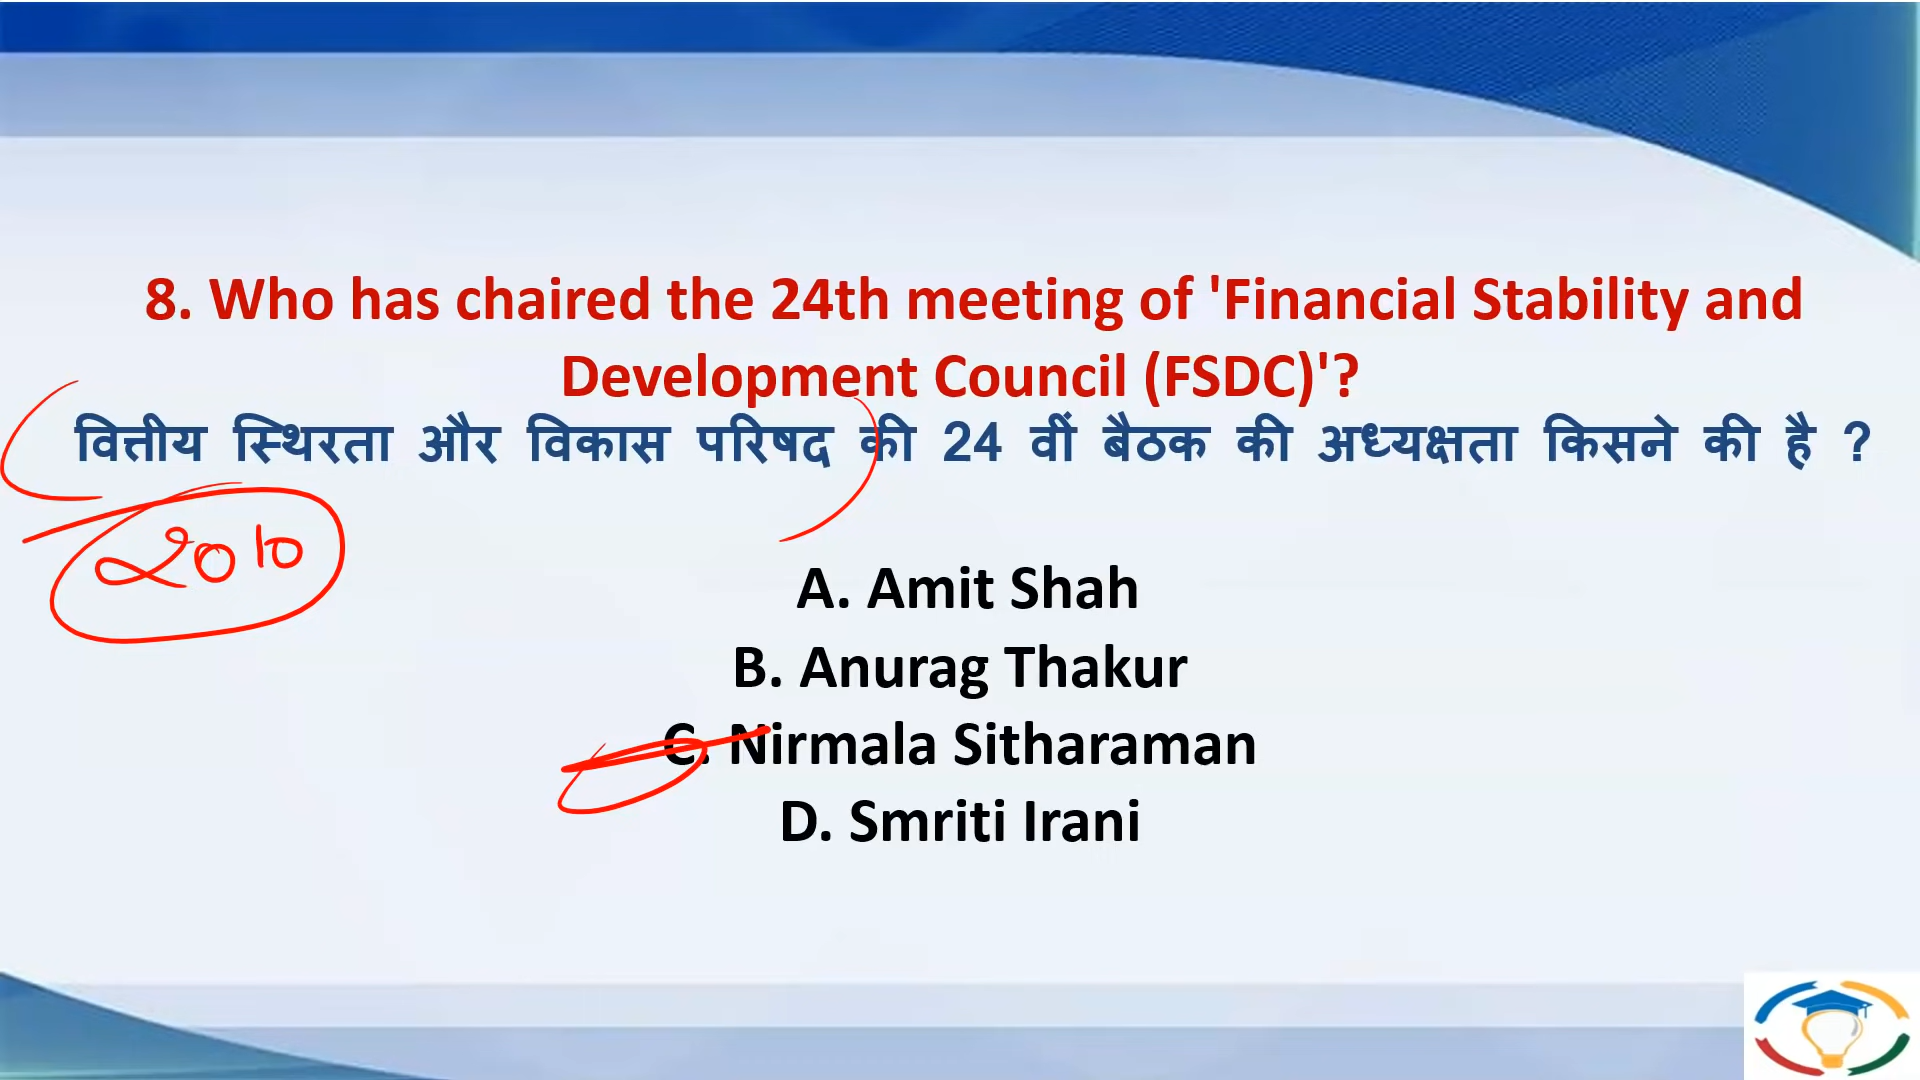 8. Who has chaired the 24th meeting of 'Financial Stability and
Development Council (FSDC)'?
वित्तीय स्थिरता और विकास परिषद की 24 वीं बैठक की अध्यक्षता किसने की है ?
2010
A. Amit Shah
B. Anurag Thakur
C. Nirmala Sitharaman
D. Smriti Irani